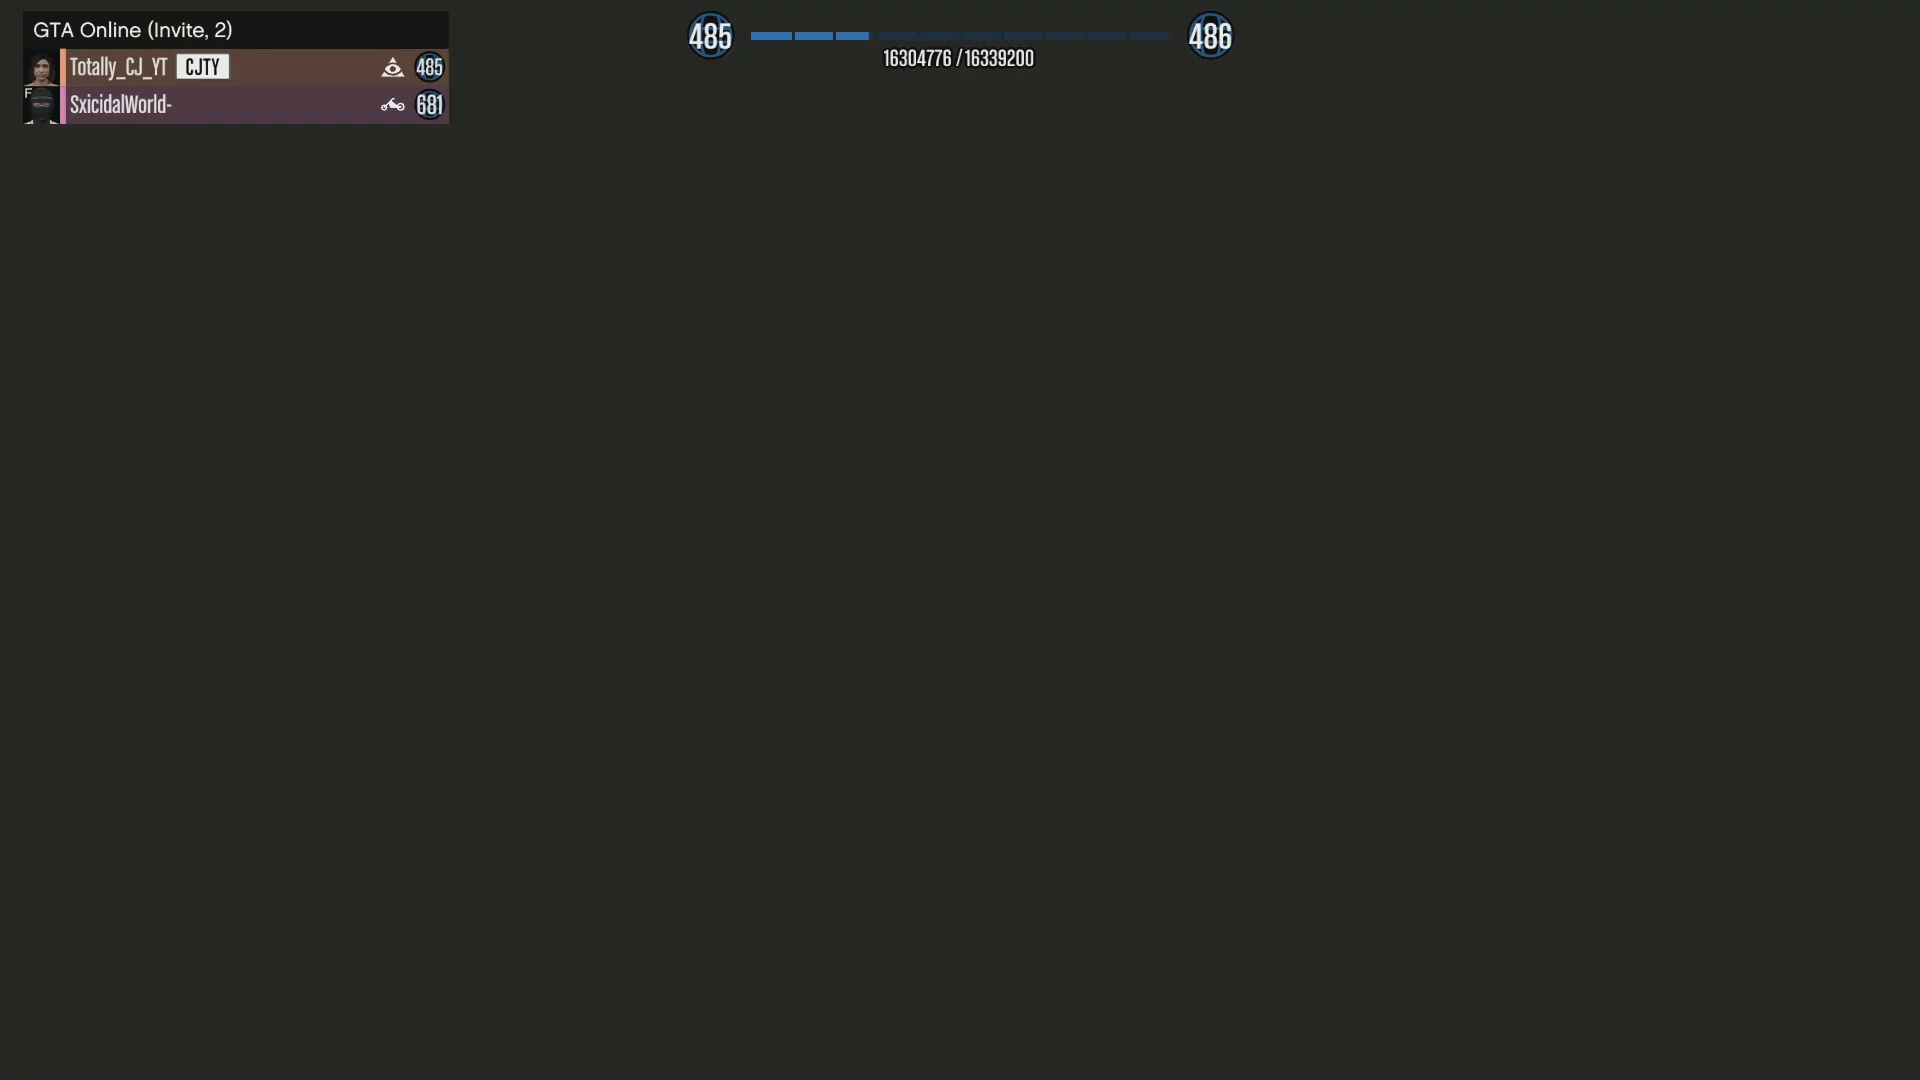 GTA Online (Invite, 2)
Totally_CJ_YT CJTY 485
F
SxicidalWorld- 681
485 486
16304776 / 16339200